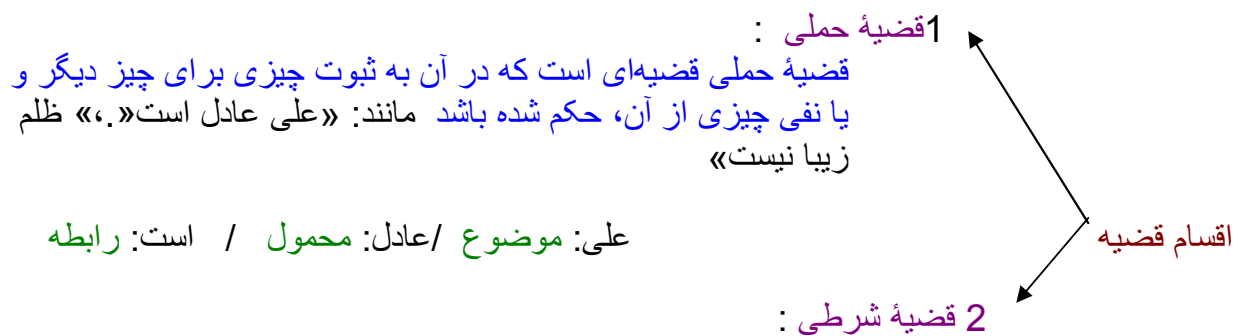 1قضیهٔ حملی :
قضیهٔ حملی قضیه‌ای است که در آن به ثبوت چیزی برای چیز دیگر و
یا نفی چیزی از آن، حکم شده باشد مانند: «علی عادل است«.،» ظلم
زیبا نیست»
علی: موضوع /عادل: محمول / است: رابطه
اقسام قضیه
2 قضیهٔ شرطی :